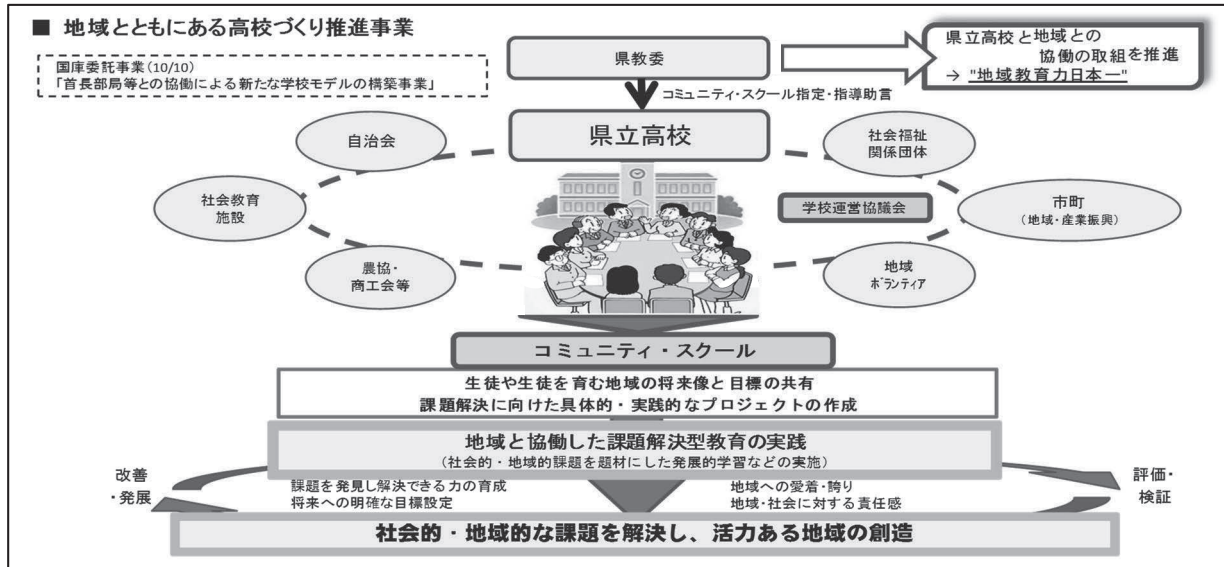 ■ 地域とともにある高校づくり推進事業
国庫委託事業(10/10)
「首長部局等との協働による新たな学校モデルの構築事業」
県教委
県立高校と地域との
協働の取組を推進
→ "地域教育力日本一"
コミュニティ・スクール指定・指導助言
県立高校
自治会
社会福祉
関係団体
社会教育
施設
学校運営協議会
市町
(地域・産業振興)
農協・
商工会等
地域
ボランティア
コミュニティ・スクール
生徒や生徒を育む地域の将来像と目標の共有
課題解決に向けた具体的・実践的なプロジェクトの作成
地域と協働した課題解決型教育の実践
(社会的・地域的課題を題材にした発展的学習などの実施)
改善
・発展
課題を発見し解決できる力の育成
将来への明確な目標設定
地域への愛着・誇り
地域・社会に対する責任感
評価・
検証
社会的・地域的な課題を解決し、活力ある地域の創造